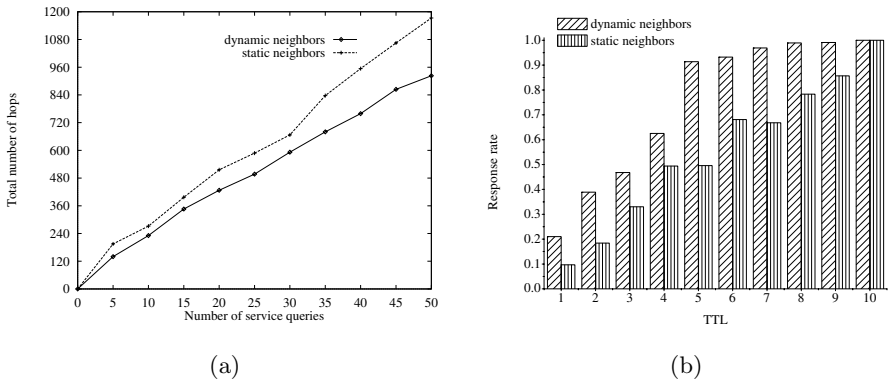 1200
1080
960
840
720
600
480
360
240
120
0
Total number of hops
dynamic neighbors
static neighbors
0 5 10 15 20 25 30 35 40 45 50
Number of service queries
(a)
dynamic neighbors
static neighbors
1.0
0.9
0.8
0.7
0.6
0.5
0.4
0.3
0.2
0.1
0.0
Response rate
1 2 3 4 5 6 7 8 9 10
TTL
(b)